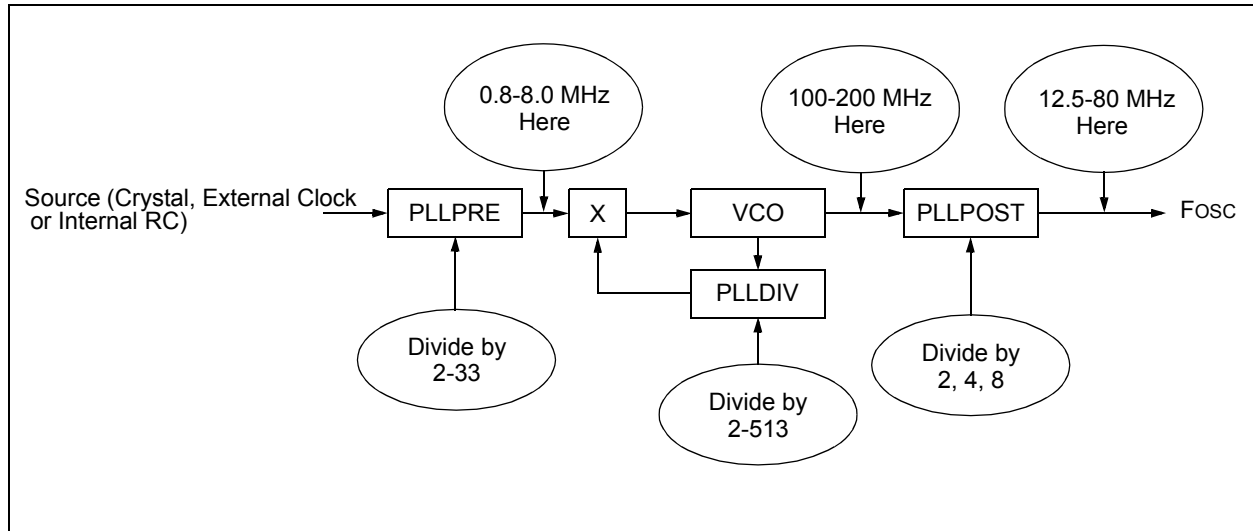 0.8-8.0 MHz
Here
100-200 MHz
Here
12.5-80 MHz
Here
Source (Crystal, External Clock
or Internal RC)
PLLPRE
X
VCO
PLLPOST
FOSC
PLLDIV
Divide by
2-33
Divide by
2-513
Divide by
2, 4, 8